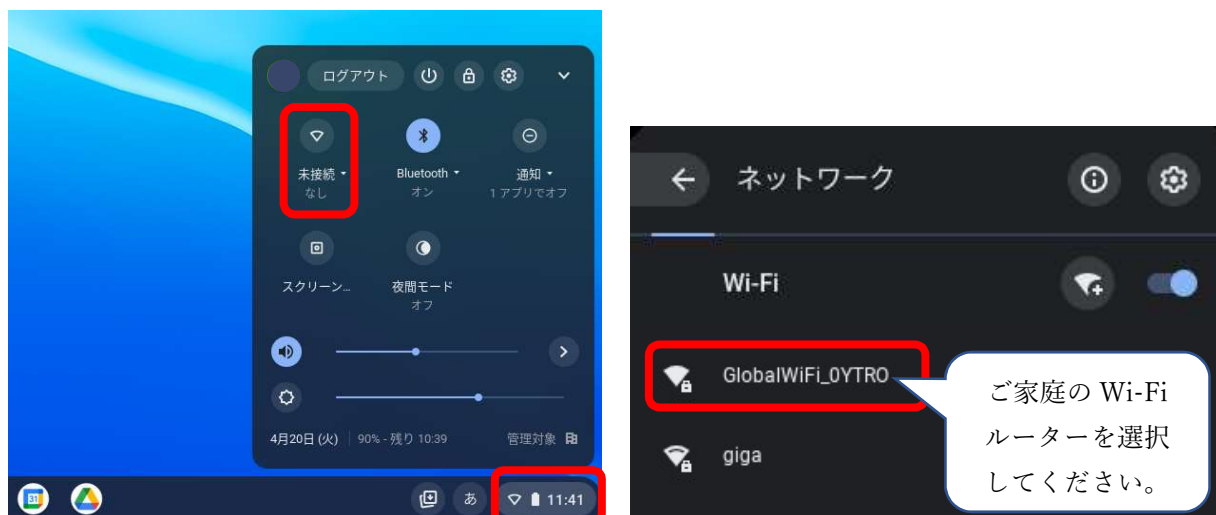 ログアウト
未接続
なし
Bluetooth
オン
通知
1 アプリでオフ
スクリーン...
夜間モード
オフ
4月20日 (火)
90% - 残り 10:39
管理対象
31
あ
11:41
ネットワーク
Wi-Fi
GlobalWiFi_0YTRO
giga
ご家庭の Wi-Fi
ルーターを選択
してください。